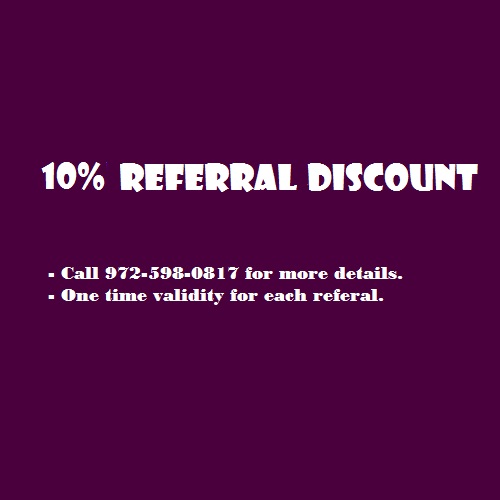 10% REFERRAL DISCOUNT
- Call 972-598-0817 for more details.
- One time validity for each referal.